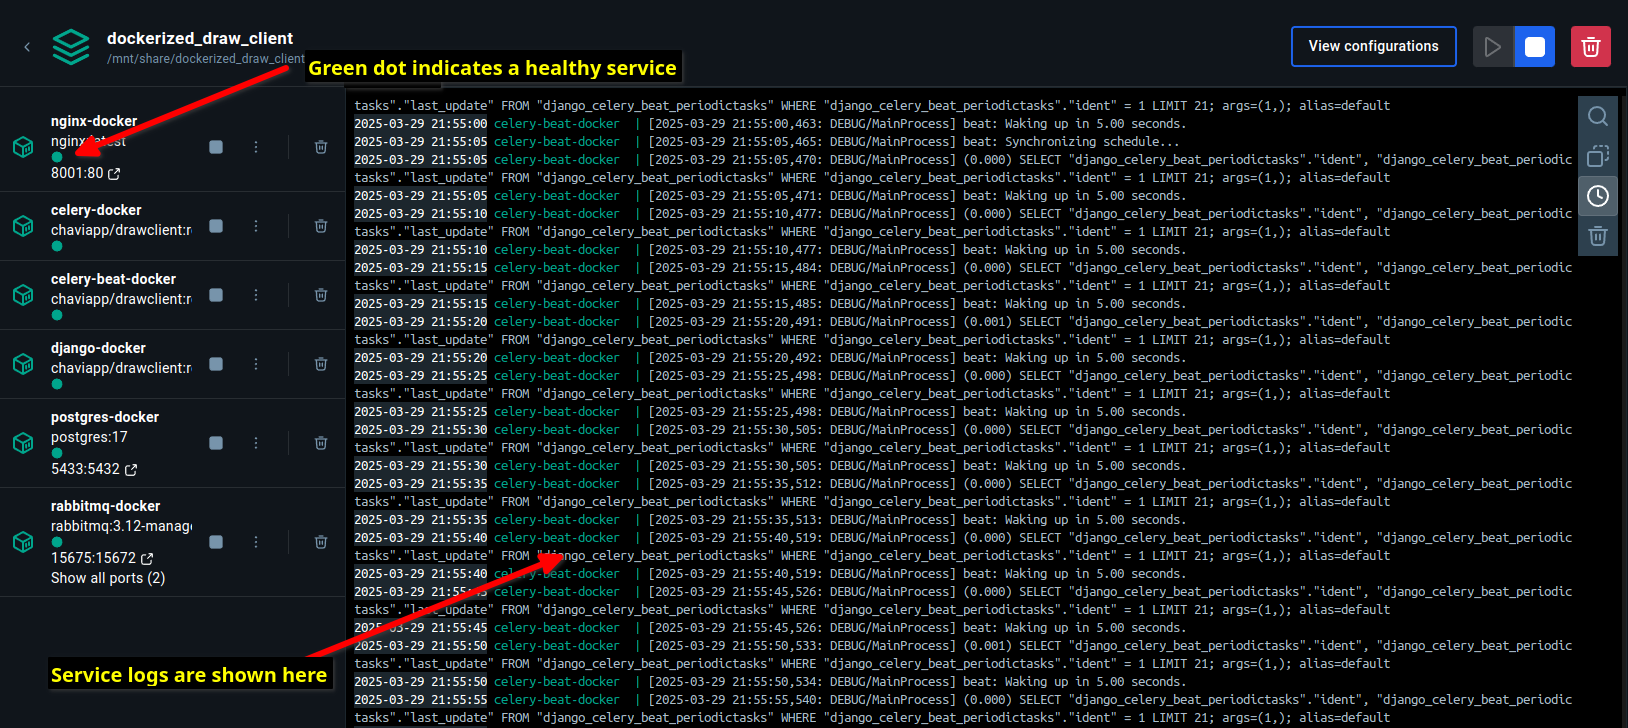 dockerized_draw_client
/mnt/share/dockerized_draw_client
View configurations
Green dot indicates a healthy service
nginx-docker
8001:80
celery-docker
chaviapp/drawclient:r
celery-beat-docker
chaviapp/drawclient:r
django-docker
chaviapp/drawclient:r
postgres-docker
postgres:17
5433:5432
rabbitmq-docker
rabbitmq:3.12-manag
15675:15672
Show all ports (2)
Service logs are shown here
tasks"."last_update" FROM "django_celery_beat_periodictasks" WHERE "django_celery_beat_periodictasks"."ident" = 1 LIMIT 21; args=(1,); alias=default
2025-03-29 21:55:00 celery-beat-docker | [2025-03-29 21:55:00,463: DEBUG/MainProcess] beat: Waking up in 5.00 seconds.
2025-03-29 21:55:05 celery-beat-docker | [2025-03-29 21:55:05,465: DEBUG/MainProcess] beat: Synchronizing schedule...
2025-03-29 21:55:05 celery-beat-docker | [2025-03-29 21:55:05,470: DEBUG/MainProcess] (0.000) SELECT "django_celery_beat_periodictasks"."ident", "django_celery_beat_periodic
tasks"."last_update" FROM "django_celery_beat_periodictasks" WHERE "django_celery_beat_periodictasks"."ident" = 1 LIMIT 21; args=(1,); alias=default
2025-03-29 21:55:05 celery-beat-docker | [2025-03-29 21:55:05,471: DEBUG/MainProcess] beat: Waking up in 5.00 seconds.
2025-03-29 21:55:10 celery-beat-docker | [2025-03-29 21:55:10,477: DEBUG/MainProcess] (0.000) SELECT "django_celery_beat_periodictasks"."ident", "django_celery_beat_periodic
tasks"."last_update" FROM "django_celery_beat_periodictasks" WHERE "django_celery_beat_periodictasks"."ident" = 1 LIMIT 21; args=(1,); alias=default
2025-03-29 21:55:10 celery-beat-docker | [2025-03-29 21:55:10,477: DEBUG/MainProcess] beat: Waking up in 5.00 seconds.
2025-03-29 21:55:15 celery-beat-docker | [2025-03-29 21:55:15,484: DEBUG/MainProcess] (0.000) SELECT "django_celery_beat_periodictasks"."ident", "django_celery_beat_periodic
tasks"."last_update" FROM "django_celery_beat_periodictasks" WHERE "django_celery_beat_periodictasks"."ident" = 1 LIMIT 21; args=(1,); alias=default
2025-03-29 21:55:15 celery-beat-docker | [2025-03-29 21:55:15,485: DEBUG/MainProcess] beat: Waking up in 5.00 seconds.
2025-03-29 21:55:20 celery-beat-docker | [2025-03-29 21:55:20,491: DEBUG/MainProcess] (0.001) SELECT "django_celery_beat_periodictasks"."ident", "django_celery_beat_periodic
tasks"."last_update" FROM "django_celery_beat_periodictasks" WHERE "django_celery_beat_periodictasks"."ident" = 1 LIMIT 21; args=(1,); alias=default
2025-03-29 21:55:20 celery-beat-docker | [2025-03-29 21:55:20,492: DEBUG/MainProcess] beat: Waking up in 5.00 seconds.
2025-03-29 21:55:25 celery-beat-docker | [2025-03-29 21:55:25,498: DEBUG/MainProcess] (0.000) SELECT "django_celery_beat_periodictasks"."ident", "django_celery_beat_periodic
tasks"."last_update" FROM "django_celery_beat_periodictasks" WHERE "django_celery_beat_periodictasks"."ident" = 1 LIMIT 21; args=(1,); alias=default
2025-03-29 21:55:25 celery-beat-docker | [2025-03-29 21:55:25,498: DEBUG/MainProcess] beat: Waking up in 5.00 seconds.
2025-03-29 21:55:30 celery-beat-docker | [2025-03-29 21:55:30,505: DEBUG/MainProcess] (0.000) SELECT "django_celery_beat_periodictasks"."ident", "django_celery_beat_periodic
tasks"."last_update" FROM "django_celery_beat_periodictasks" WHERE "django_celery_beat_periodictasks"."ident" = 1 LIMIT 21; args=(1,); alias=default
2025-03-29 21:55:30 celery-beat-docker | [2025-03-29 21:55:30,505: DEBUG/MainProcess] beat: Waking up in 5.00 seconds.
2025-03-29 21:55:35 celery-beat-docker | [2025-03-29 21:55:35,512: DEBUG/MainProcess] (0.000) SELECT "django_celery_beat_periodictasks"."ident", "django_celery_beat_periodic
tasks"."last_update" FROM "django_celery_beat_periodictasks" WHERE "django_celery_beat_periodictasks"."ident" = 1 LIMIT 21; args=(1,); alias=default
2025-03-29 21:55:35 celery-beat-docker | [2025-03-29 21:55:35,513: DEBUG/MainProcess] beat: Waking up in 5.00 seconds.
2025-03-29 21:55:40 celery-beat-docker | [2025-03-29 21:55:40,519: DEBUG/MainProcess] (0.000) SELECT "django_celery_beat_periodictasks"."ident", "django_celery_beat_periodic
tasks"."last_update" FROM "django_celery_beat_periodictasks" WHERE "django_celery_beat_periodictasks"."ident" = 1 LIMIT 21; args=(1,); alias=default
2025-03-29 21:55:40 celery-beat-docker | [2025-03-29 21:55:40,519: DEBUG/MainProcess] beat: Waking up in 5.00 seconds.
2025-03-29 21:55:45 celery-beat-docker | [2025-03-29 21:55:45,526: DEBUG/MainProcess] (0.000) SELECT "django_celery_beat_periodictasks"."ident", "django_celery_beat_periodic
tasks"."last_update" FROM "django_celery_beat_periodictasks" WHERE "django_celery_beat_periodictasks"."ident" = 1 LIMIT 21; args=(1,); alias=default
2025-03-29 21:55:45 celery-beat-docker | [2025-03-29 21:55:45,526: DEBUG/MainProcess] beat: Waking up in 5.00 seconds.
2025-03-29 21:55:50 celery-beat-docker | [2025-03-29 21:55:50,533: DEBUG/MainProcess] (0.001) SELECT "django_celery_beat_periodictasks"."ident", "django_celery_beat_periodic
tasks"."last_update" FROM "django_celery_beat_periodictasks" WHERE "django_celery_beat_periodictasks"."ident" = 1 LIMIT 21; args=(1,); alias=default
2025-03-29 21:55:50 celery-beat-docker | [2025-03-29 21:55:50,534: DEBUG/MainProcess] beat: Waking up in 5.00 seconds.
2025-03-29 21:55:55 celery-beat-docker | [2025-03-29 21:55:55,540: DEBUG/MainProcess] (0.000) SELECT "django_celery_beat_periodictasks"."ident", "django_celery_beat_periodic
tasks"."last_update" FROM "django_celery_beat_periodictasks" WHERE "django_celery_beat_periodictasks"."ident" = 1 LIMIT 21; args=(1,); alias=default